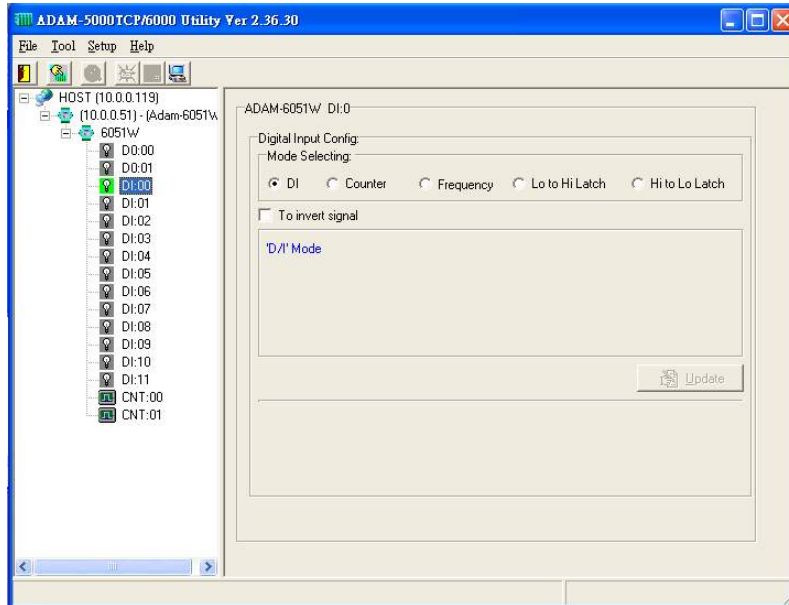 ADAM-5000TCP/6000 Utility Ver 2.36.30
File Tool Setup Help
HOST (10.0.0.119)
(10.0.0.51) - (Adam-6051W
6051W
DO:00
DO:01
DI:00
DI:01
DI:02
DI:03
DI:04
DI:05
DI:06
DI:07
DI:08
DI:09
DI:10
DI:11
CNT:00
CNT:01
ADAM-6051W DI:0
Digital Input Config:
Mode Selecting:
DI Counter Frequency Lo to Hi Latch Hi to Lo Latch
To invert signal
'D/I' Mode
Update